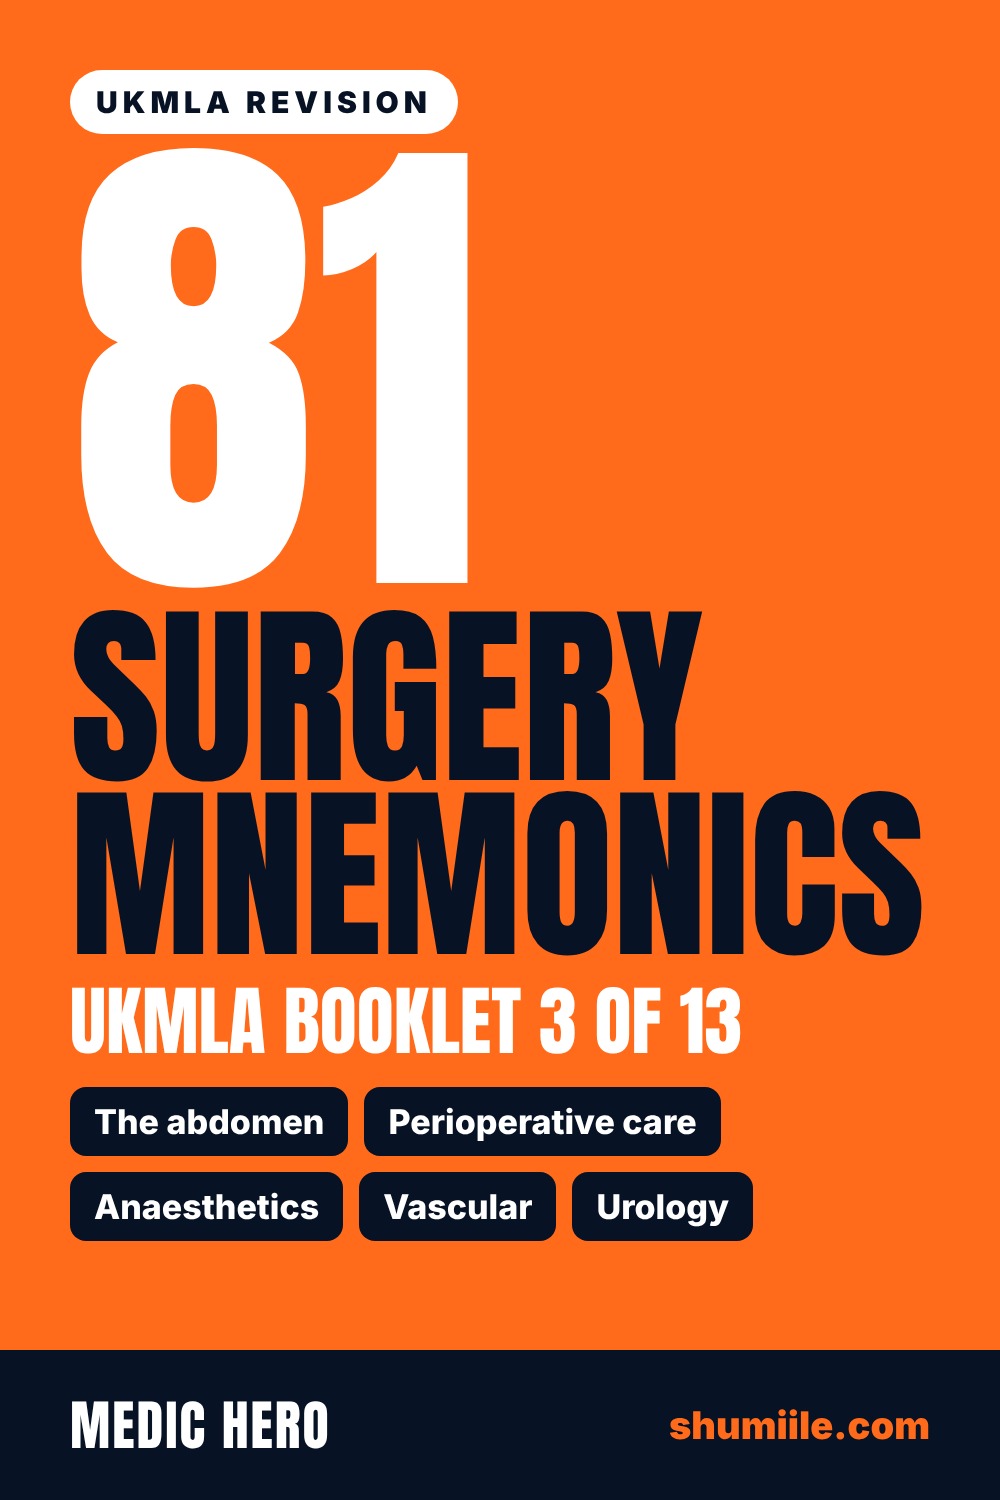 UKMLA REVISION
81
SURGERY
MNEMONICS
UKMLA BOOKLET 3 OF 13
The abdomen Perioperative care
Anaesthetics Vascular Urology
MEDIC HERO shumiile.com